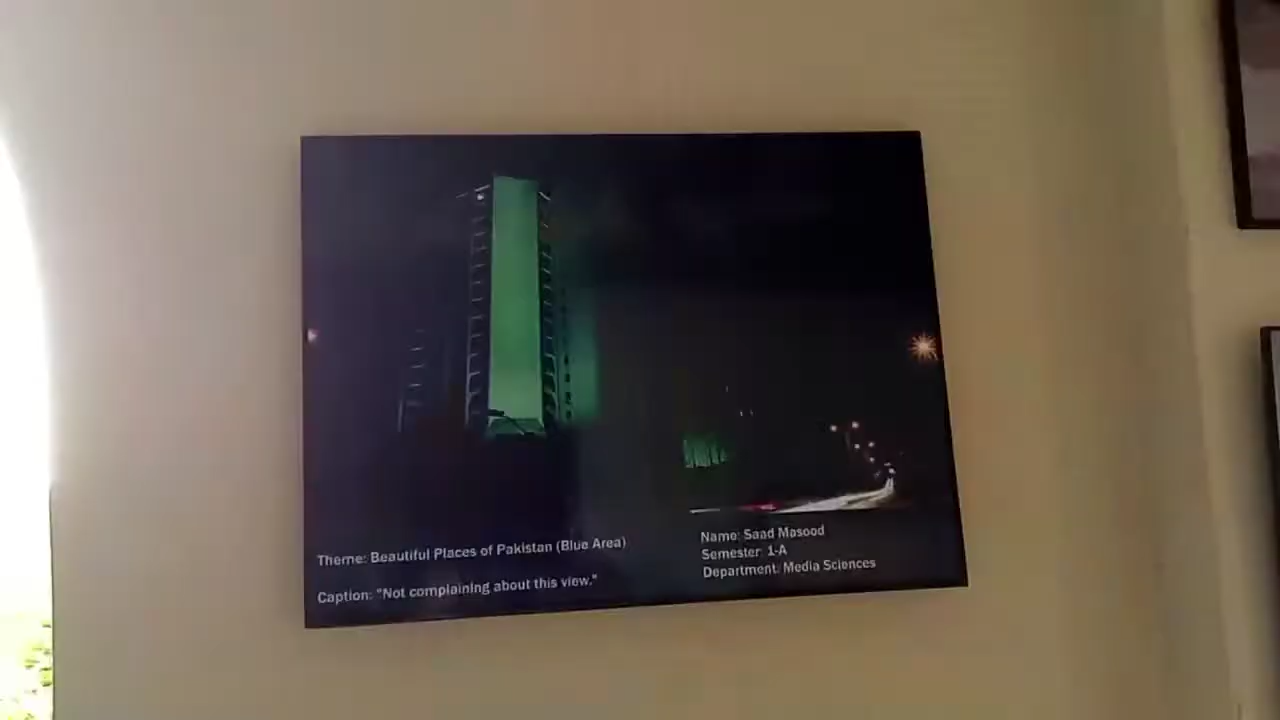 Theme: Beautiful Places of Pakistan (Blue Area)
Caption: "Not complaining about this view."
Name: Saad Masood
Semester: 1-A
Department: Media Sciences